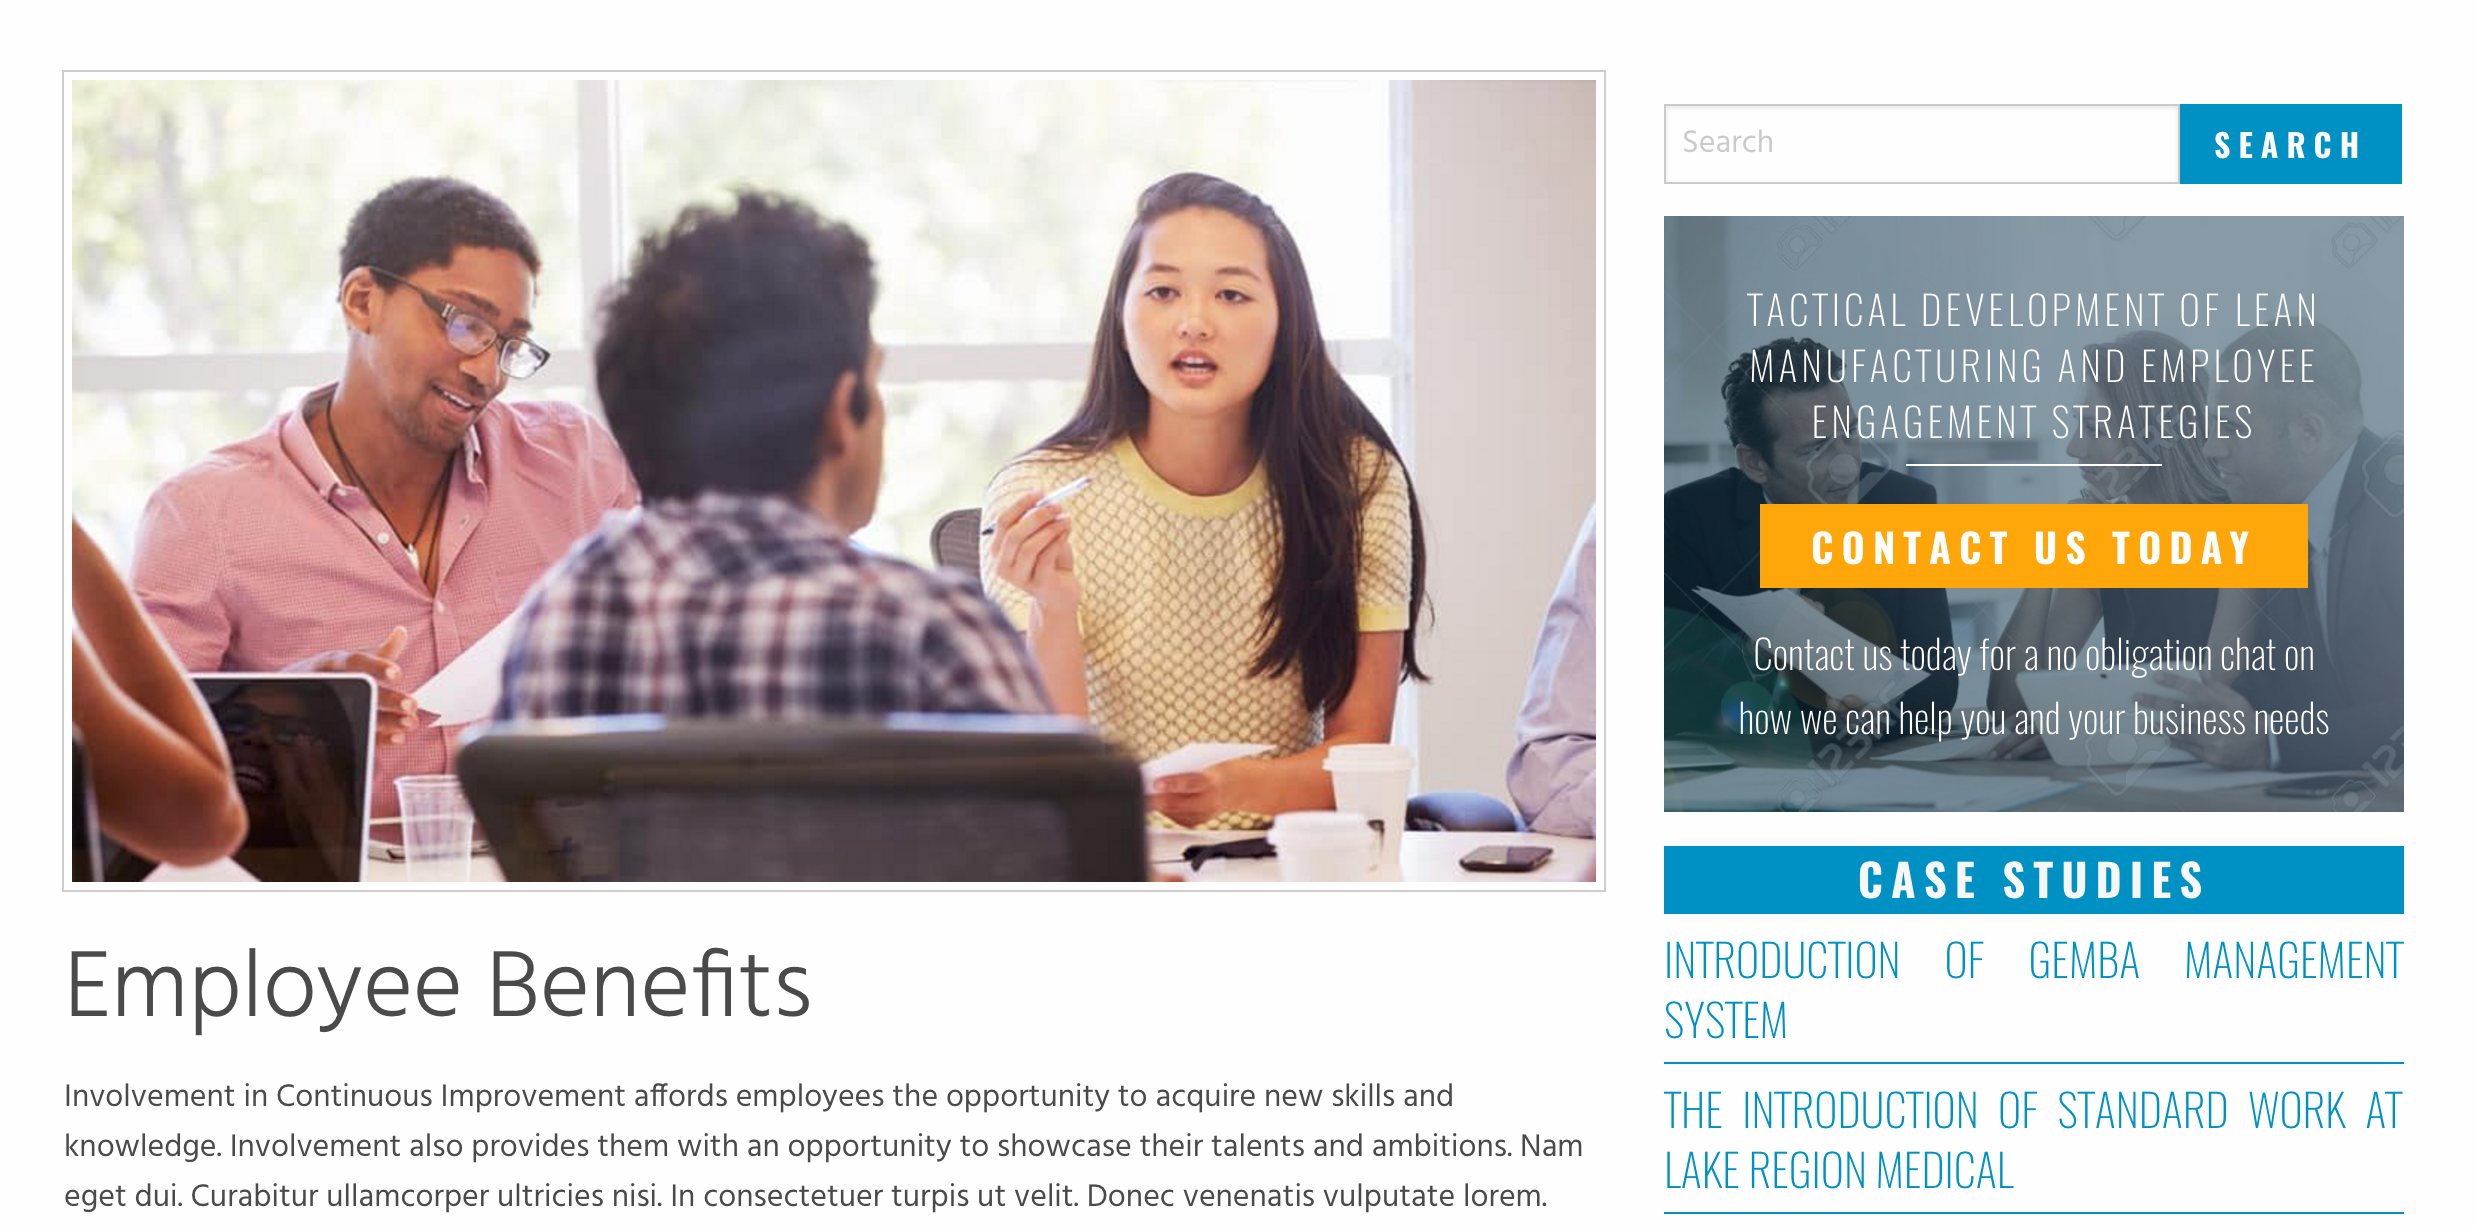 Search
SEARCH
TACTICAL DEVELOPMENT OF LEAN
MANUFACTURING AND EMPLOYEE
ENGAGEMENT STRATEGIES
CONTACT US TODAY
Contact us today for a no obligation chat on
how we can help you and your business needs
CASE STUDIES
INTRODUCTION OF GEMBA MANAGEMENT
SYSTEM
THE INTRODUCTION OF STANDARD WORK AT
LAKE REGION MEDICAL
Employee Benefits
Involvement in Continuous Improvement affords employees the opportunity to acquire new skills and
knowledge. Involvement also provides them with an opportunity to showcase their talents and ambitions. Nam
eget dui. Curabitur ullamcorper ultricies nisi. In consectetuer turpis ut velit. Donec venenatis vulputate lorem.